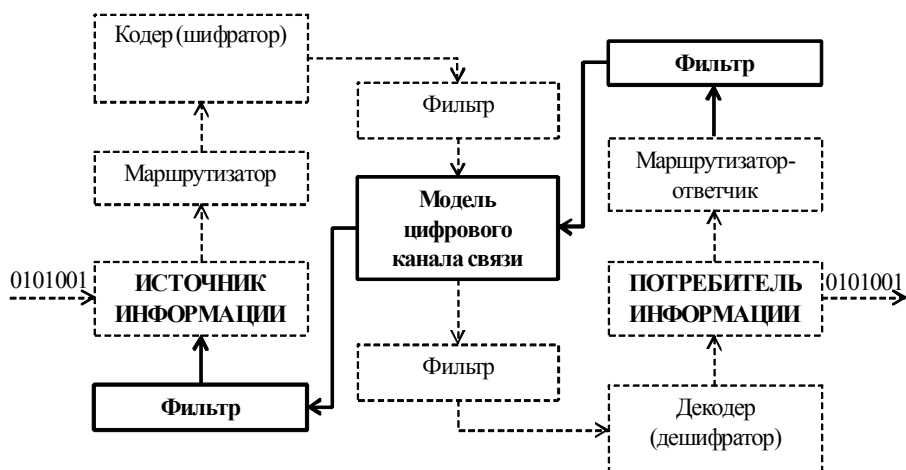 Кодер (шифратор)
Фильтр
Фильтр
Маршрутизатор
Маршрутизатор-
ответчик
Модель
цифрового
канала связи
0101001
ИСТОЧНИК
ИНФОРМАЦИИ
ПОТРЕБИТЕЛЬ
ИНФОРМАЦИИ
0101001
Фильтр
Фильтр
Декодер
(дешифратор)